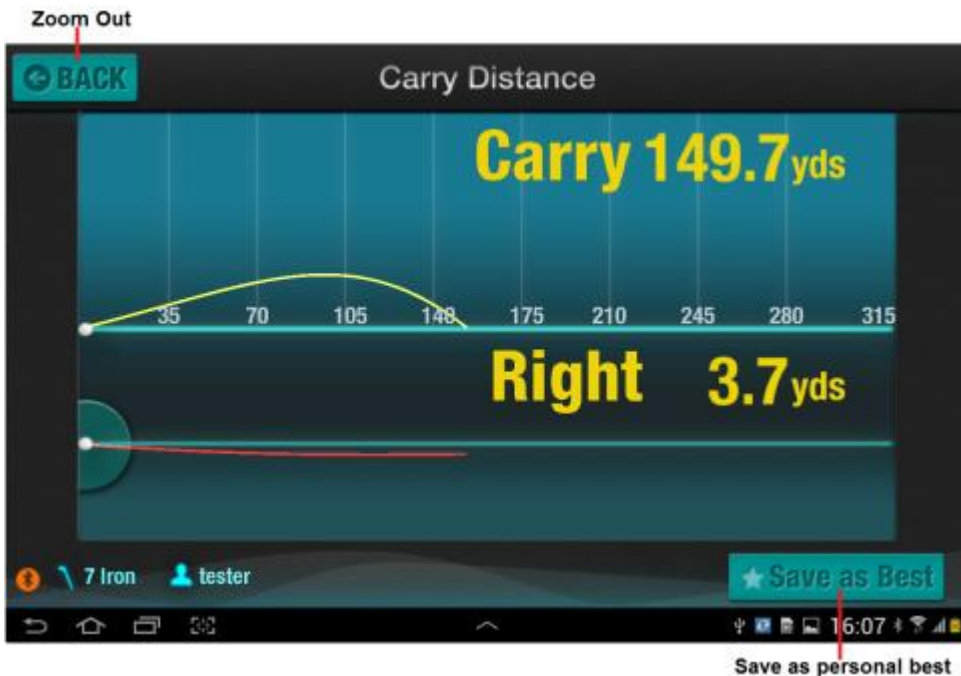 Zoom Out
BACK
Carry Distance
Carry 149.7yds
35 70 105 140 175 210 245 280 315
Right 3.7yds
7 Iron
tester
Save as Best
16:07
Save as personal best